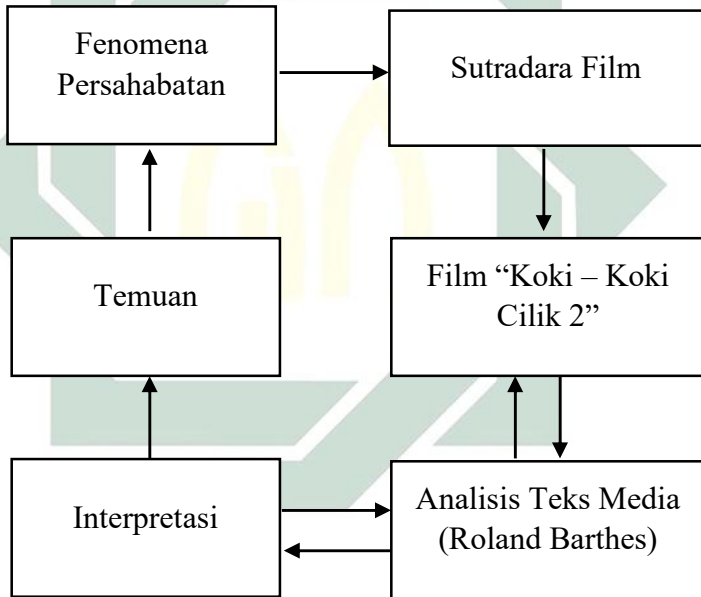 Fenomena
Persahabatan
Sutradara Film
Temuan
Film “Koki – Koki
Cilik 2”
Interpretasi
Analisis Teks Media
(Roland Barthes)